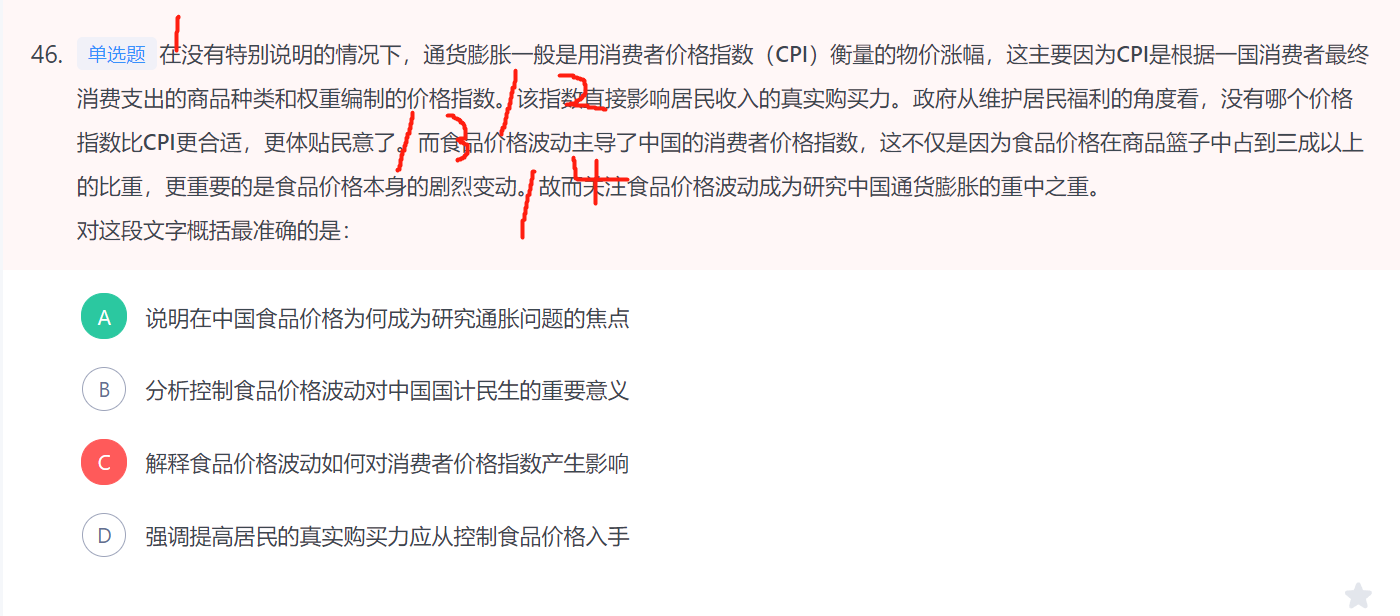 46. 单选题 在没有特别说明的情况下，通货膨胀一般是用消费者价格指数（CPI）衡量的物价涨幅，这主要因为CPI是根据一国消费者最终
消费支出的商品种类和权重编制的价格指数。该指数直接影响居民收入的真实购买力。政府从维护居民福利的角度看，没有哪个价格
指数比CPI更合适，更体贴民意了。而食品价格波动主导了中国的消费者价格指数，这不仅是因为食品价格在商品篮子中占到三成以上
的比重，更重要的是食品价格本身的剧烈变动。故而关注食品价格波动成为研究中国通货膨胀的重中之重。
对这段文字概括最准确的是：
1
2
3
4
A 说明在中国食品价格为何成为研究通胀问题的焦点
B 分析控制食品价格波动对中国国计民生的重要意义
C 解释食品价格波动如何对消费者价格指数产生影响
D 强调提高居民的真实购买力应从控制食品价格入手